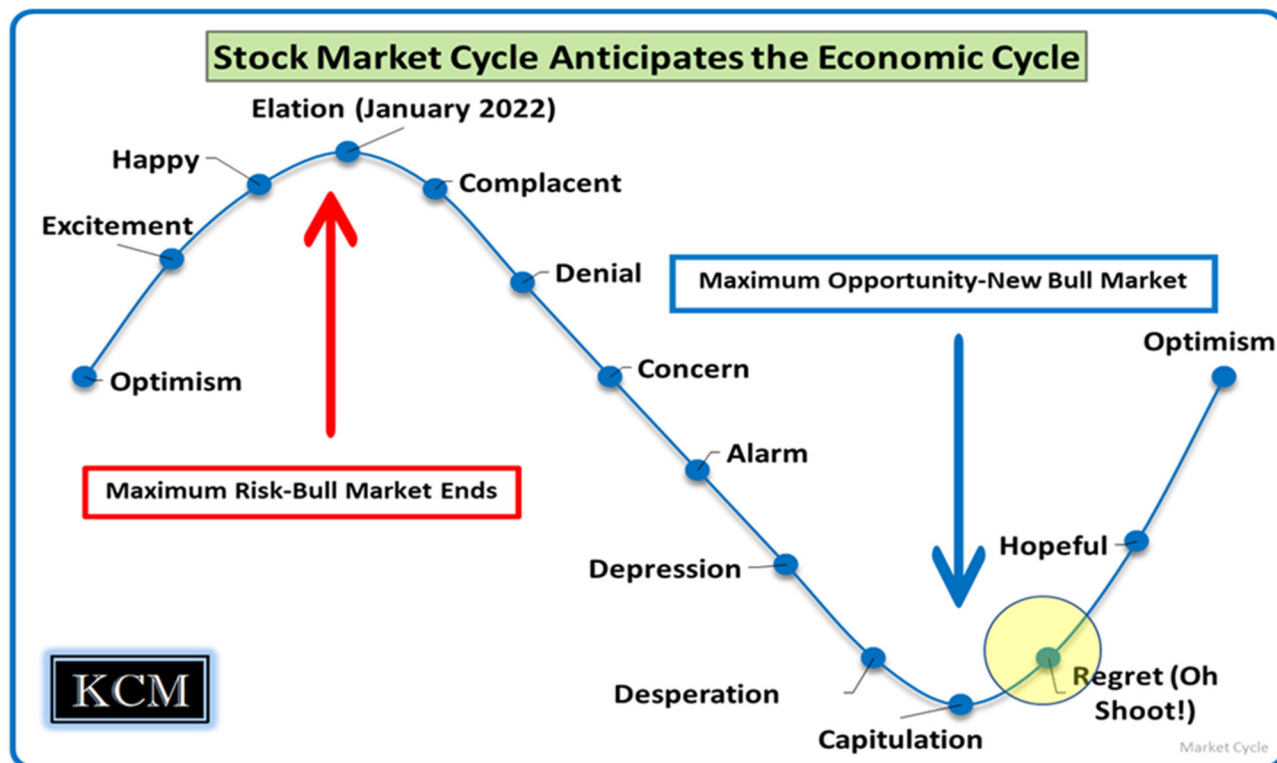 Stock Market Cycle Anticipates the Economic Cycle
Elation (January 2022)
Happy
Complacent
Excitement
Denial
Maximum Opportunity-New Bull Market
Optimism
Optimism
Concern
Alarm
Maximum Risk-Bull Market Ends
Hopeful
Depression
Regret (Oh
Shoot!)
Desperation
Capitulation
KCM
Market Cycle